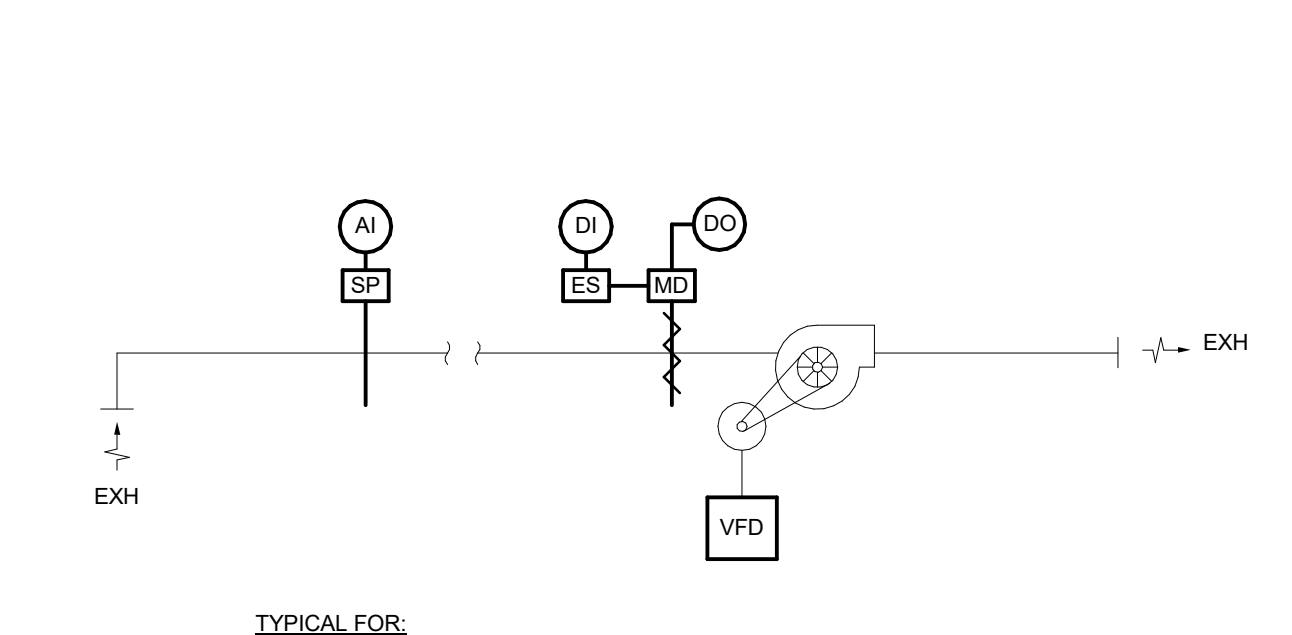 AI
DI
DO
SP
ES
MD
EXH
EXH
VFD
TYPICAL FOR: